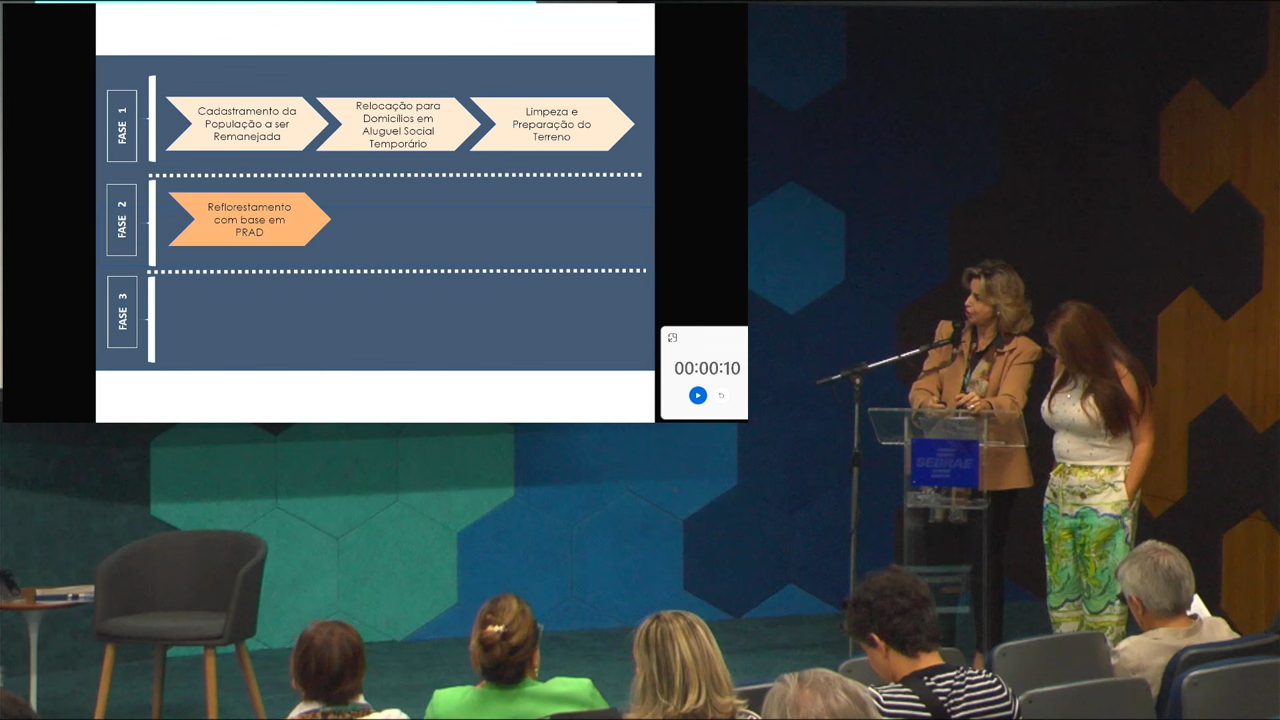 FASE 1
Cadastramento da
População a ser
Remanejada
Relocação para
Domicílios em
Aluguel Social
Temporário
Limpeza e
Preparação do
Terreno
FASE 2
Reflorestamento
com base em
PRAD
FASE 3
00:00:10
SEBRAE